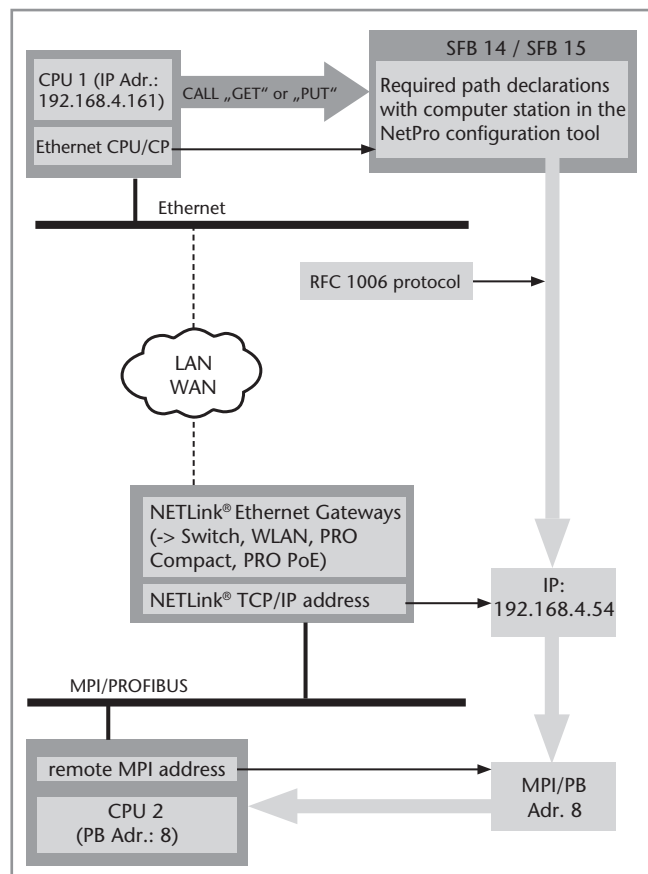 CPU 1 (IP Adr.:
192.168.4.161)
Ethernet CPU/CP
CALL „GET“ or „PUT“
SFB 14 / SFB 15
Required path declarations
with computer station in the
NetPro configuration tool
Ethernet
RFC 1006 protocol
LAN
WAN
NETLink® Ethernet Gateways
(-> Switch, WLAN, PRO
Compact, PRO PoE)
NETLink® TCP/IP address
IP:
192.168.4.54
MPI/PROFIBUS
remote MPI address
CPU 2
(PB Adr.: 8)
MPI/PB
Adr. 8